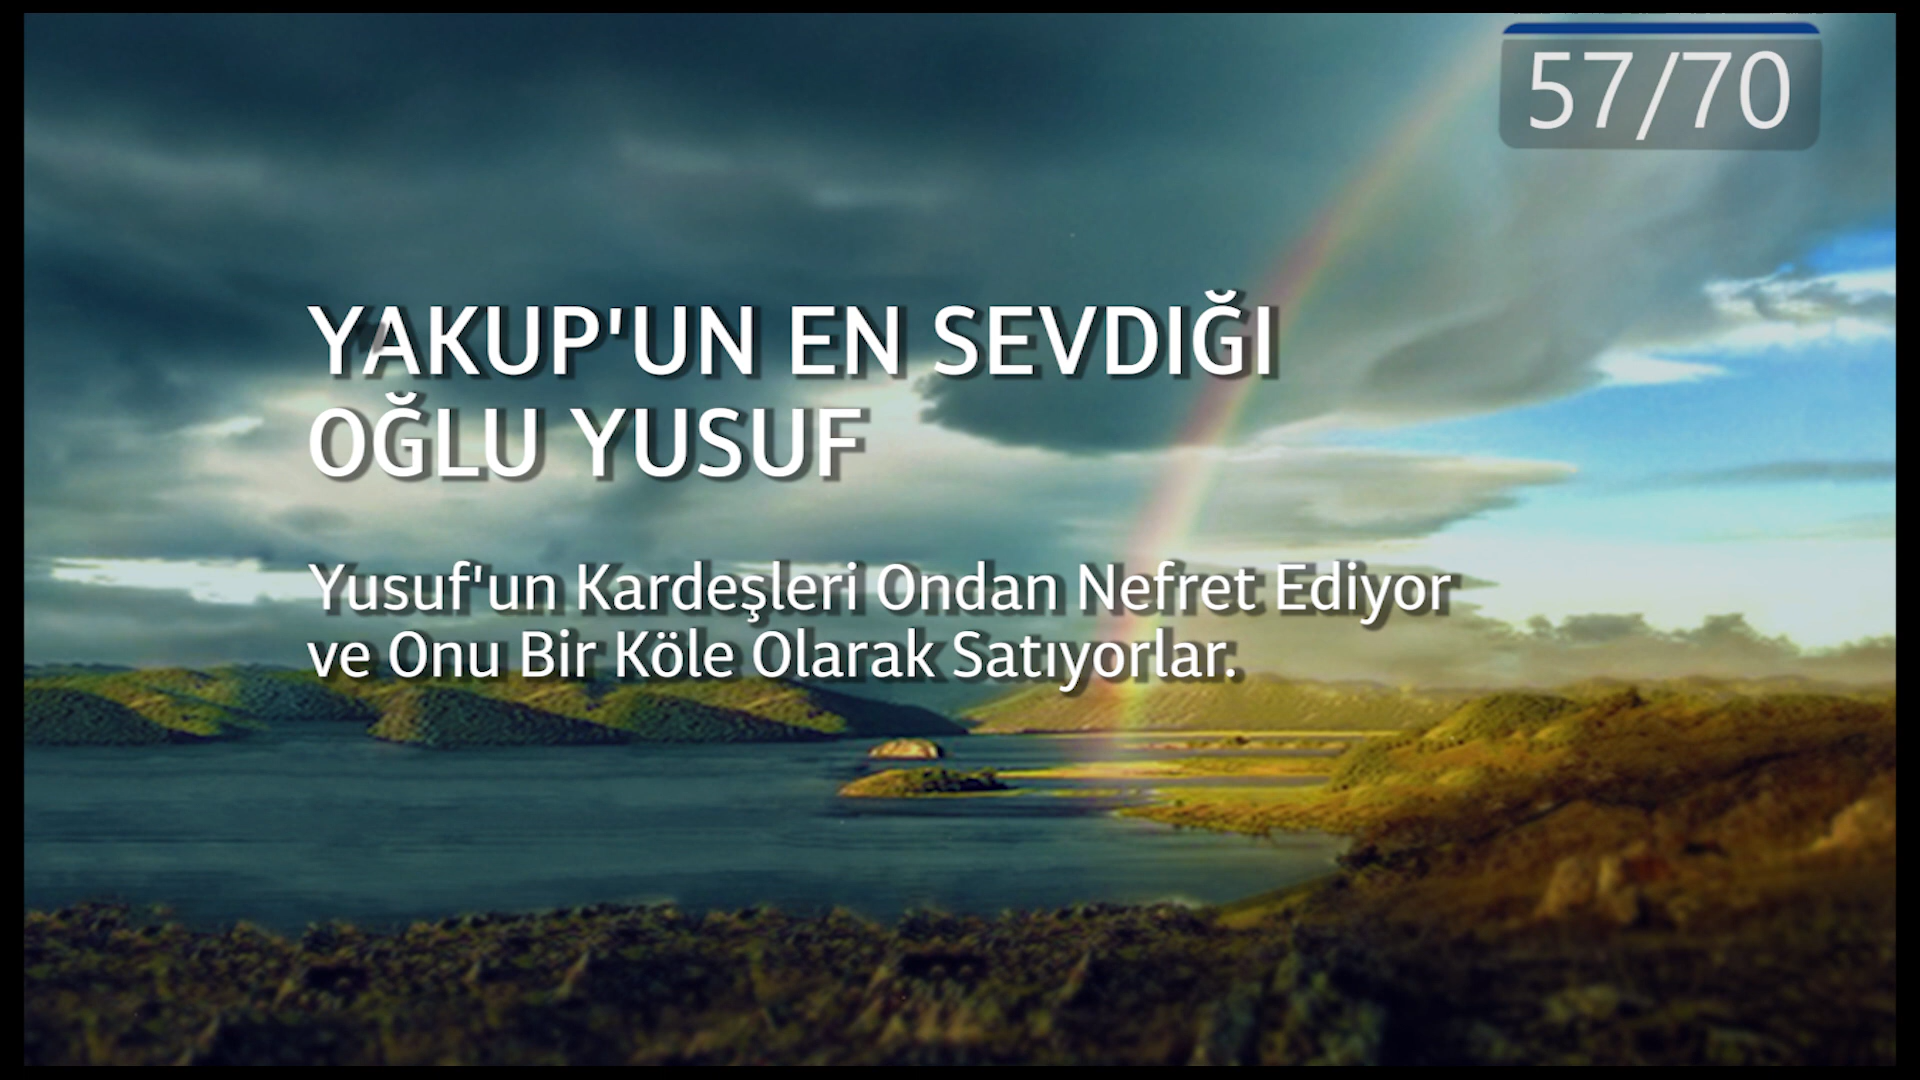 57/70
YAKUP'UN EN SEVDIĞI
OĞLU YUSUF
Yusuf'un Kardeşleri Ondan Nefret Ediyor
ve Onu Bir Köle Olarak Satıyorlar.